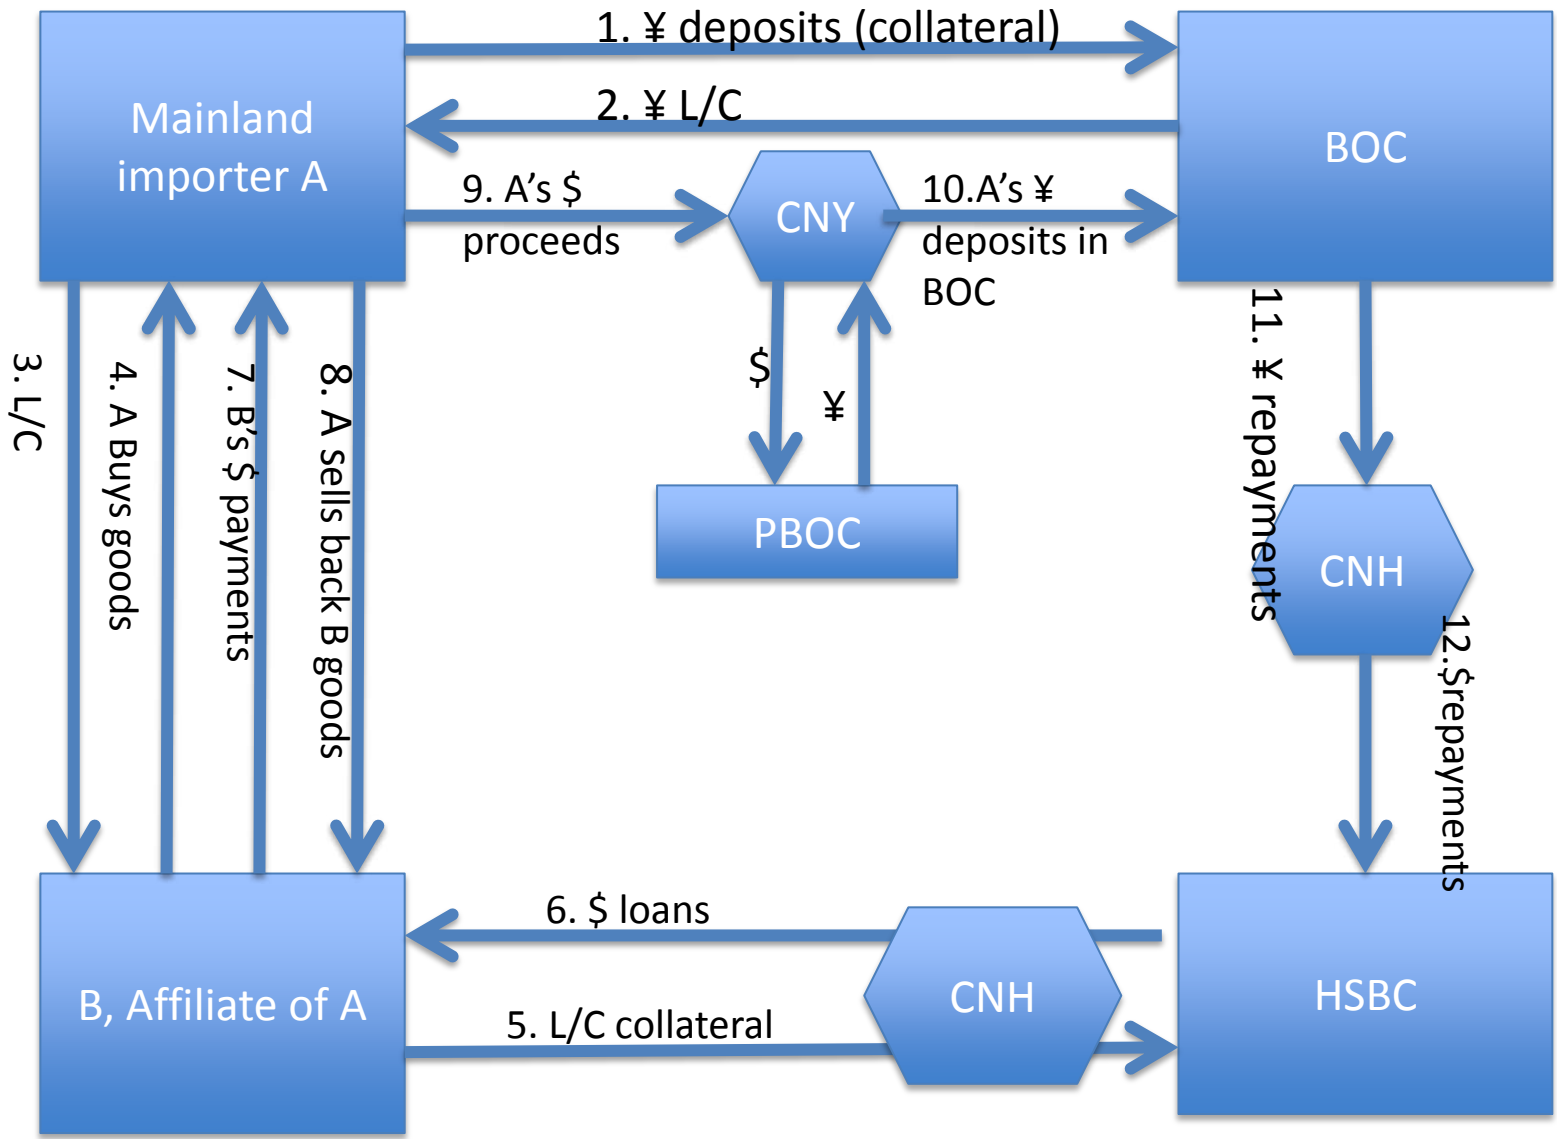 1. ¥ deposits (collateral)
Mainland
importer A
2. ¥ L/C
BOC
9. A’s $
proceeds
CNY
10.A’s ¥
deposits in
BOC
3. L/C
4. A Buys goods
7. B’s $ payments
8. A sells back B goods
$
¥
PBOC
11. ¥ repayments
CNH
12.$repayments
6. $ loans
B, Affiliate of A
CNH
HSBC
5. L/C collateral